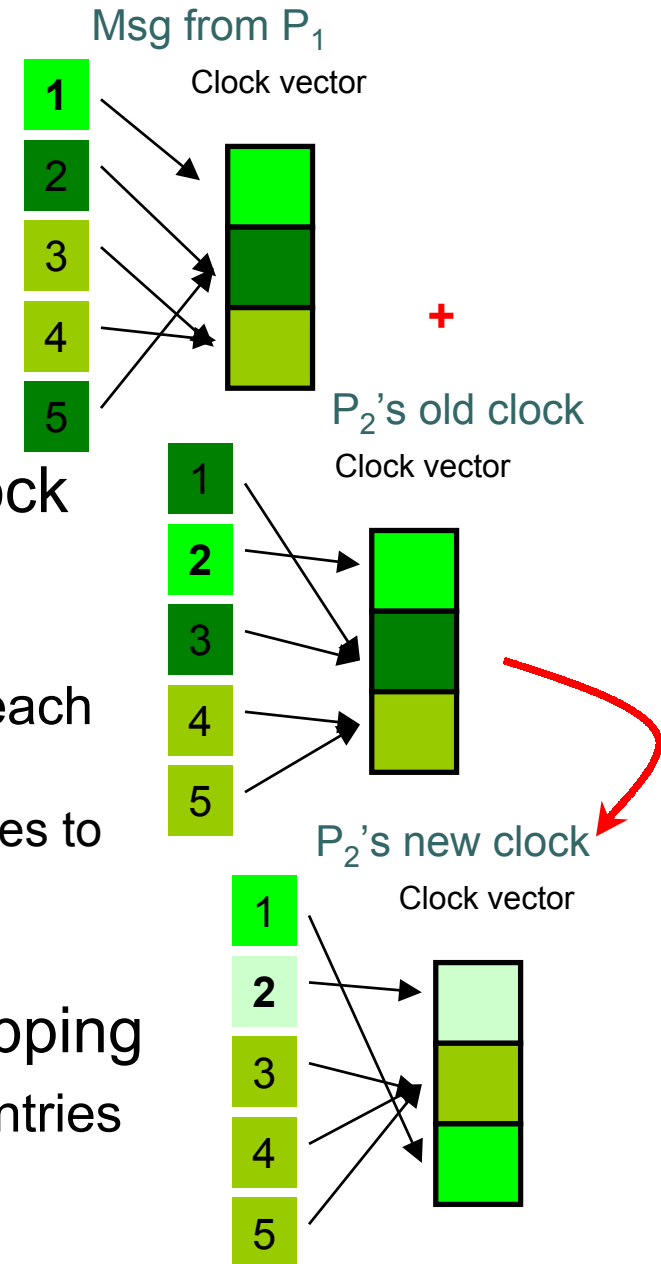 Msg from P₁
Clock vector
1
2
3
4
5
+
P₂’s old clock
Clock vector
ock
1
2
3
4
5
each
es to
P₂’s new clock
Clock vector
1
2
3
4
5
pping
ntries